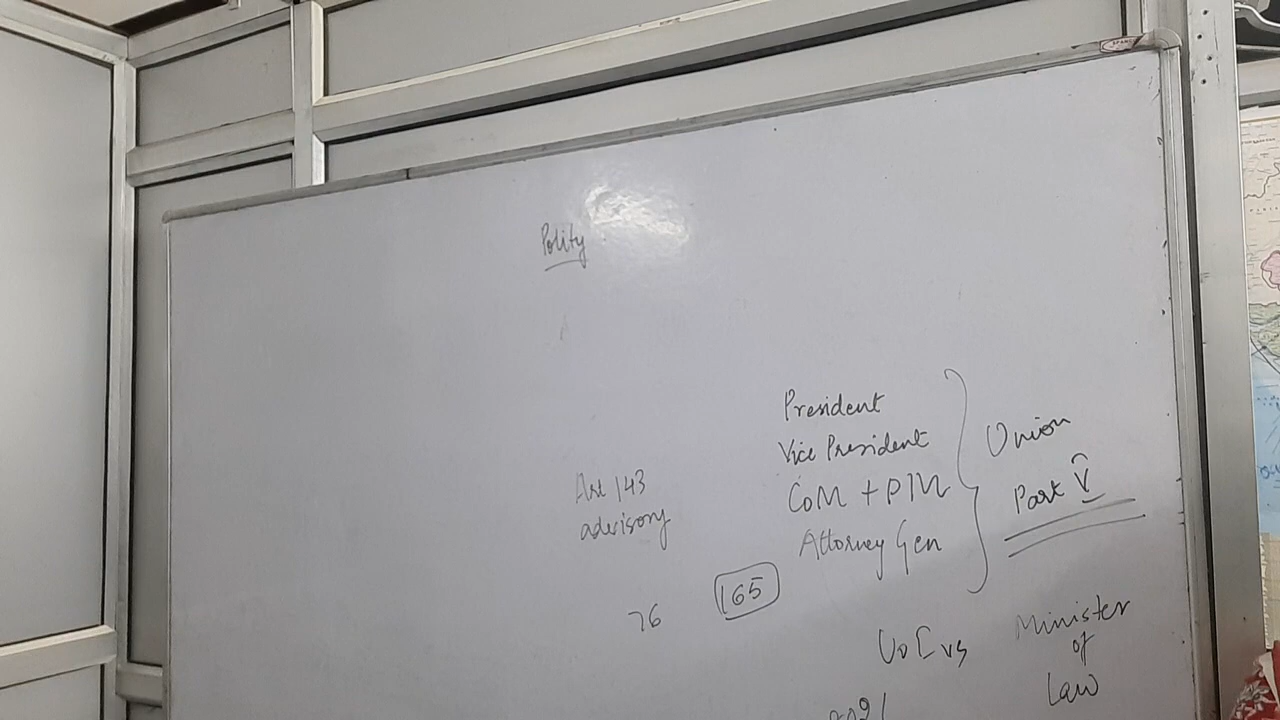 Polity
President
Vice President
CoM + PM
Attorney Gen
Union
Part V
Art 143
advisory
76
165
UoI vs
Minister
of
Law